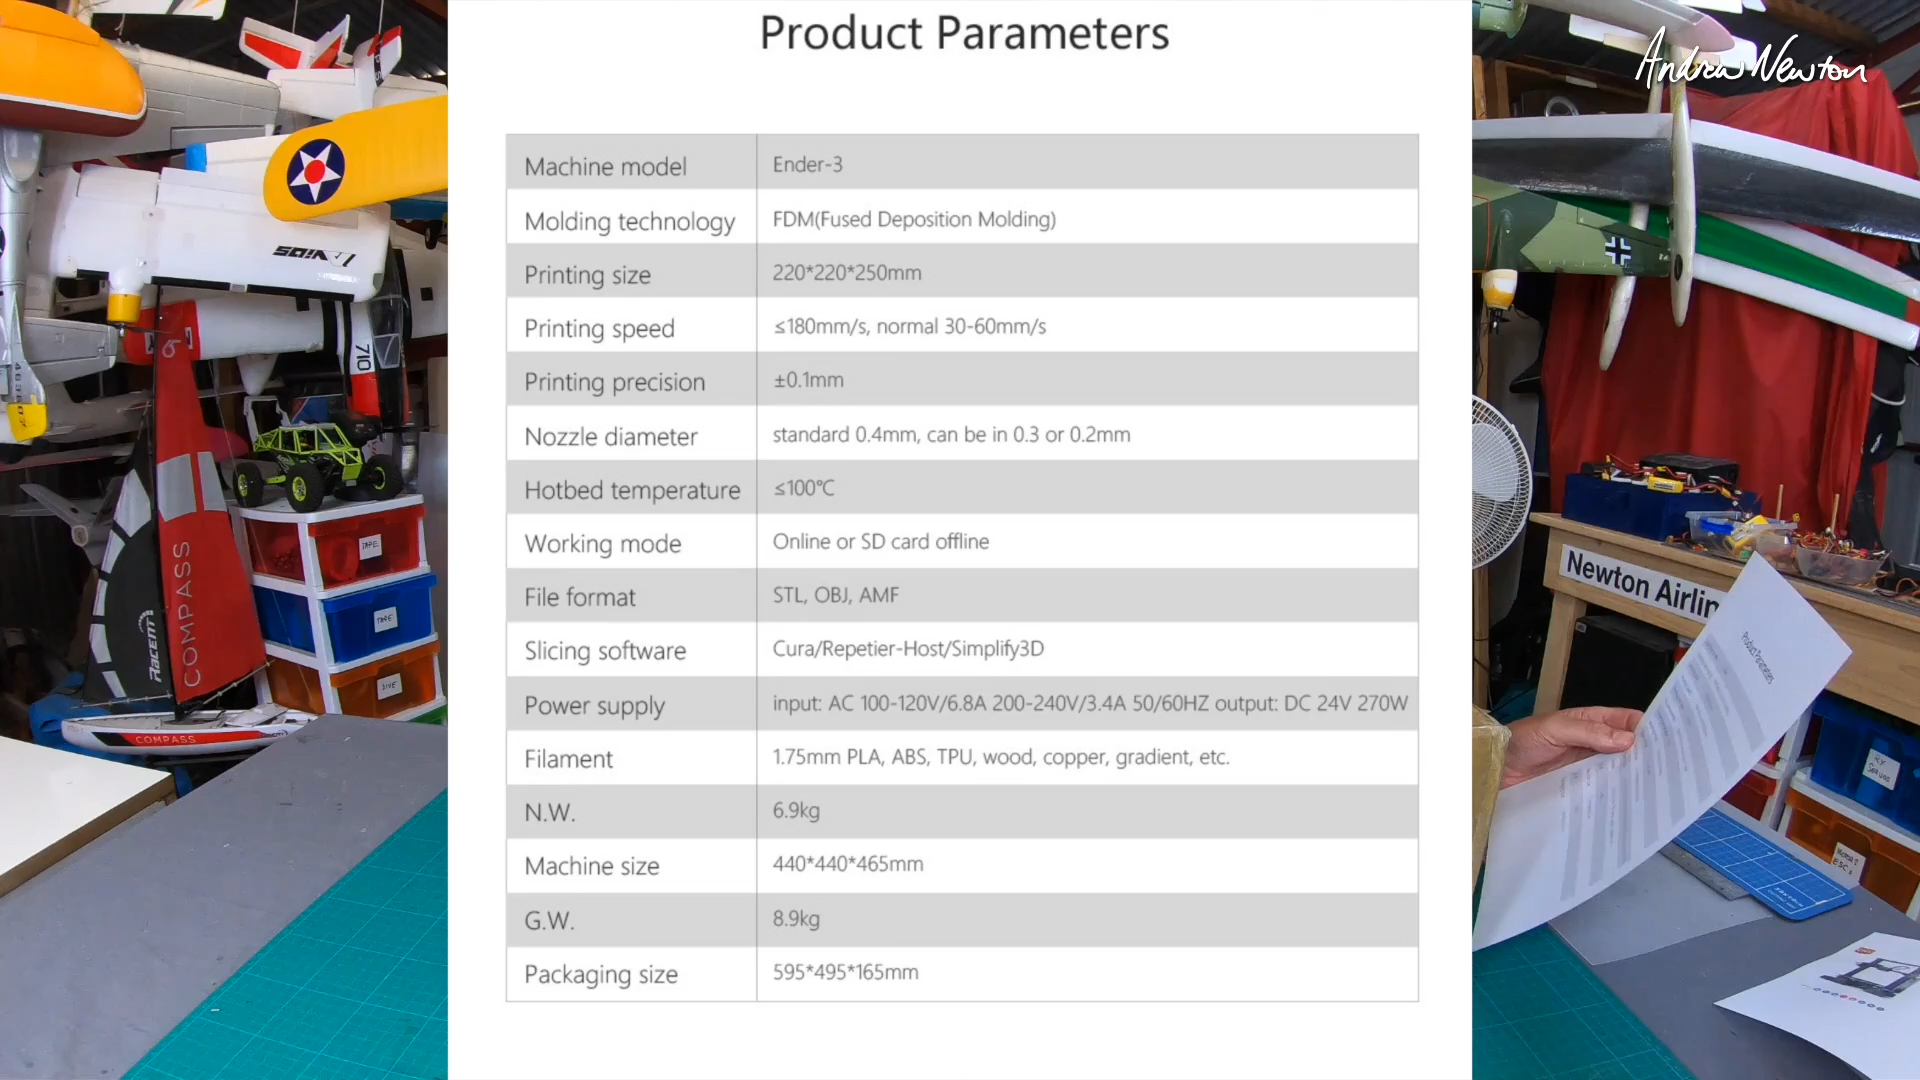 Product Parameters
Andrew Newton
Machine model Ender-3
Molding technology FDM(Fused Deposition Molding)
Printing size 220*220*250mm
Printing speed ≤180mm/s, normal 30-60mm/s
Printing precision ±0.1mm
Nozzle diameter standard 0.4mm, can be in 0.3 or 0.2mm
Hotbed temperature ≤100℃
Working mode Online or SD card offline
File format STL, OBJ, AMF
Slicing software Cura/Repetier-Host/Simplify3D
Power supply input: AC 100-120V/6.8A 200-240V/3.4A 50/60HZ output: DC 24V 270W
Filament 1.75mm PLA, ABS, TPU, wood, copper, gradient, etc.
N.W. 6.9kg
Machine size 440*440*465mm
G.W. 8.9kg
Packaging size 595*495*165mm
710
TAPE
TAPE
COMPASS
RACENT
COMPASS
Newton Airlin
Product Parameters